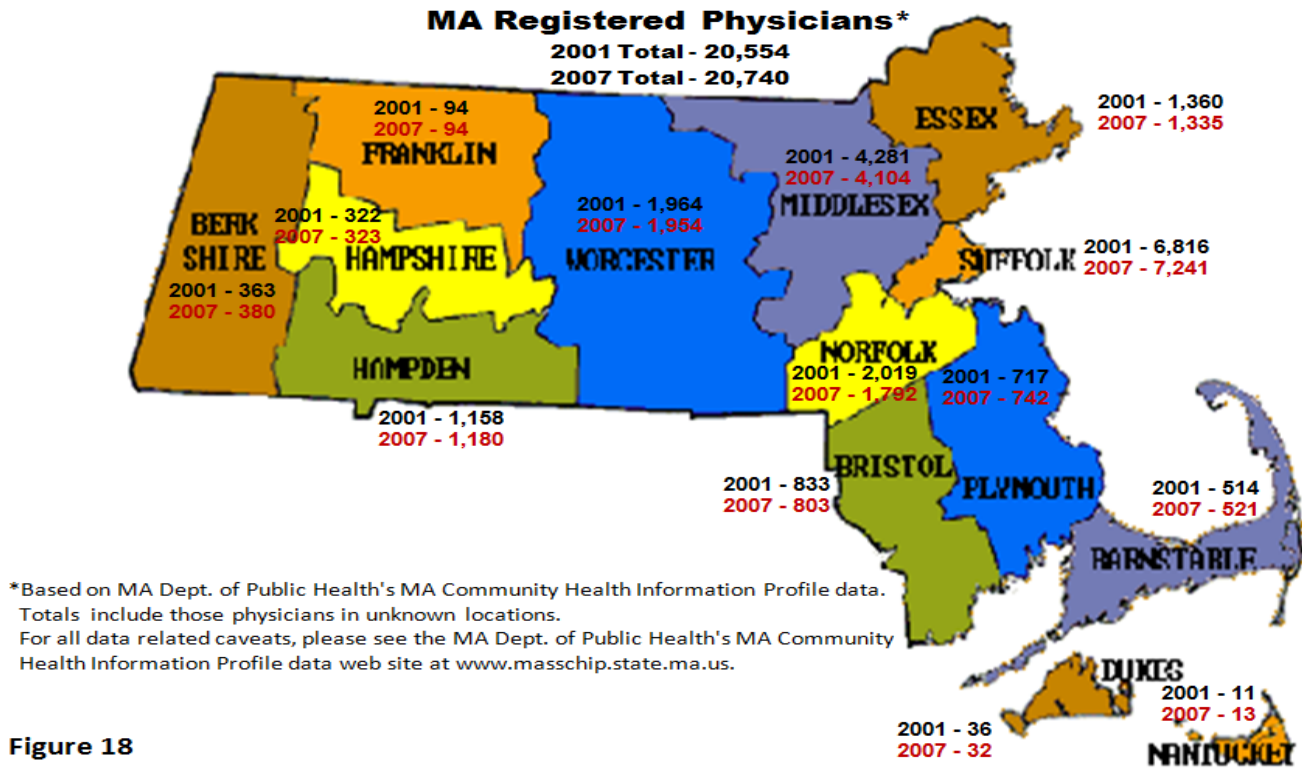 MA Registered Physicians*
2001 Total - 20,554
2007 Total - 20,740
2001 - 94
2007 - 94
FRANKLIN
ESSEX
2001 - 1,360
2007 - 1,335
2001 - 4,281
2007 - 4,104
MIDDLESEX
2001 - 1,964
2007 - 1,954
WORCESTER
2001 - 322
2007 - 323
HAMPSHIRE
BERK
SHIRE
2001 - 363
2007 - 380
SUFFOLK
2001 - 6,816
2007 - 7,241
HAMPDEN
2001 - 1,158
2007 - 1,180
NORFOLK
2001 - 2,019
2007 - 1,792
2001 - 717
2007 - 742
PLYMOUTH
BRISTOL
2001 - 833
2007 - 803
2001 - 514
2007 - 521
BARNSTABLE
*Based on MA Dept. of Public Health's MA Community Health Information Profile data.
Totals include those physicians in unknown locations.
For all data related caveats, please see the MA Dept. of Public Health's MA Community
Health Information Profile data web site at www.masschip.state.ma.us.
DUKES
2001 - 36
2007 - 32
2001 - 11
2007 - 13
NANTUCKET
Figure 18